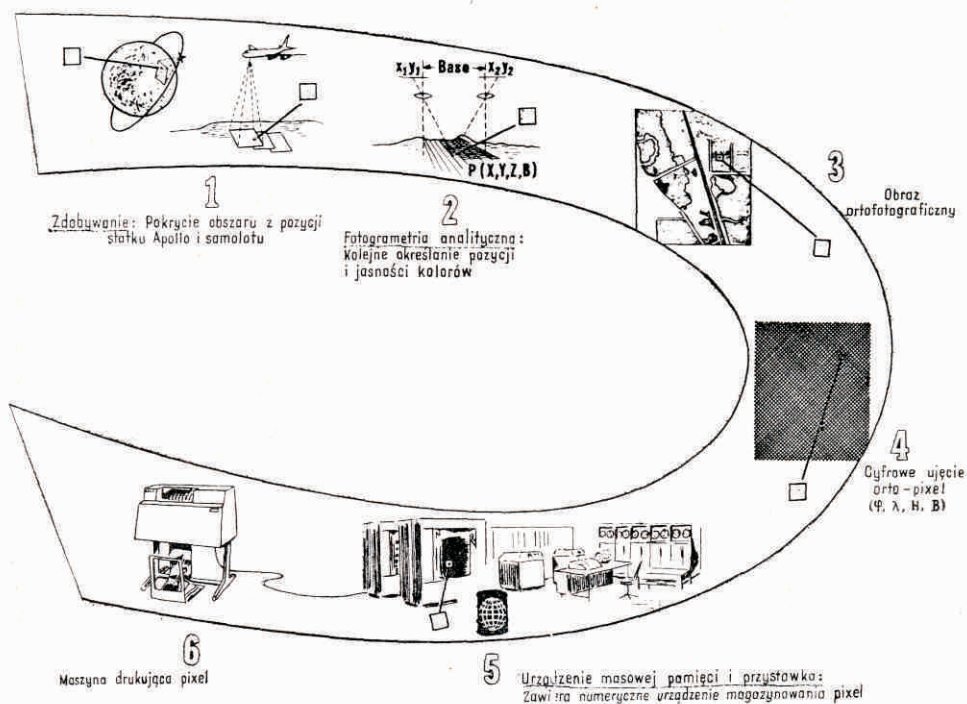 x₁y₁ Base x₂y₂
P(X,Y,Z,B)
1
Zdobywanie: Pokrycie obszaru z pozycji
statku Apollo i samolotu
2
Fotogrametria analityczna:
Kolejne określanie pozycji
i jasności kolorów
3
Obraz
ortofotograficzny
4
Cyfrowe ujęcie
orto-pixel
(φ, λ, H, B)
5
Urządzenie masowej pamięci i przystawka:
Zawiera numeryczne urządzenie magazynowania pixel
6
Maszyna drukująca pixel